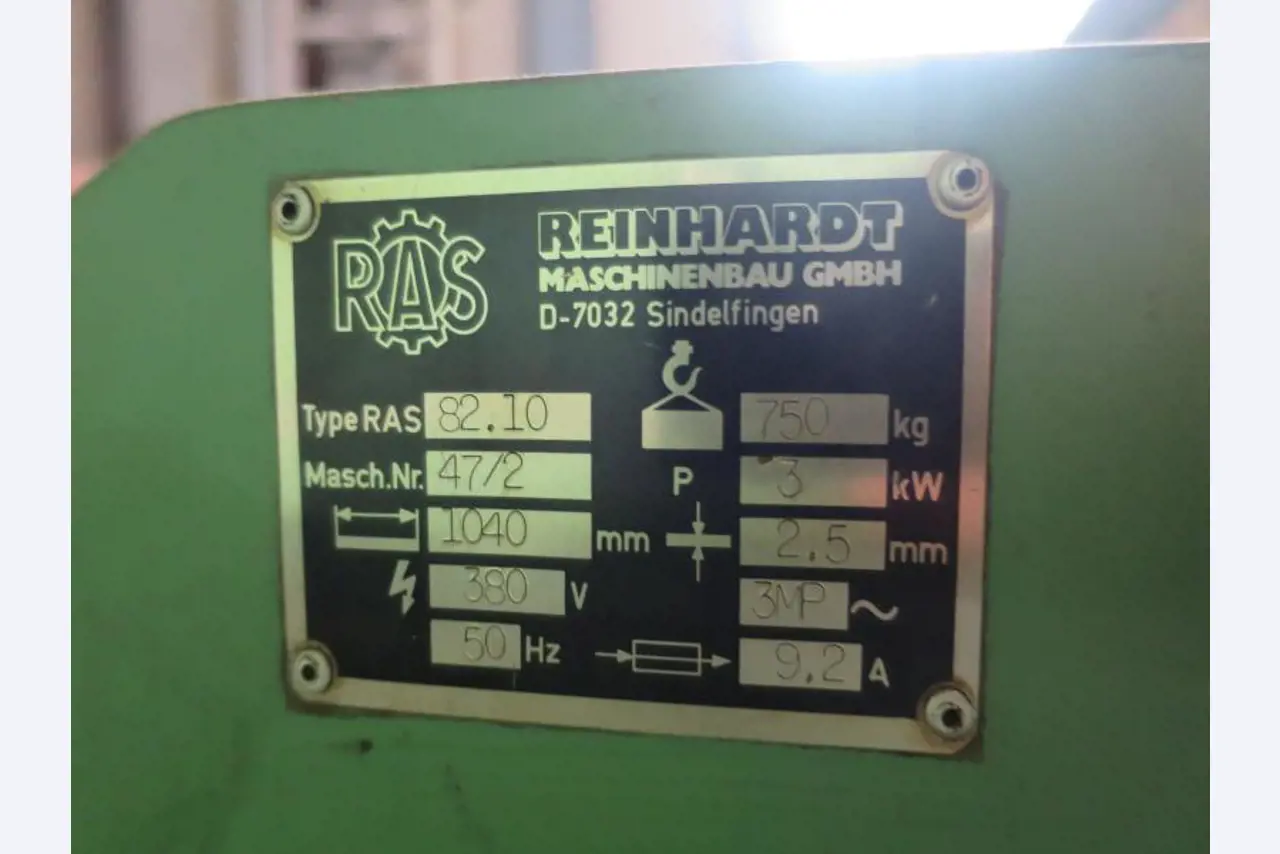 RAS
REINHARDT
MASCHINENBAU GMBH
D-7032 Sindelfingen
Type RAS 82.10 750 kg
Masch.Nr. 47/2 P 3 kW
1040 mm 2.5 mm
380 V 3MP ~
50 Hz 9.2 A